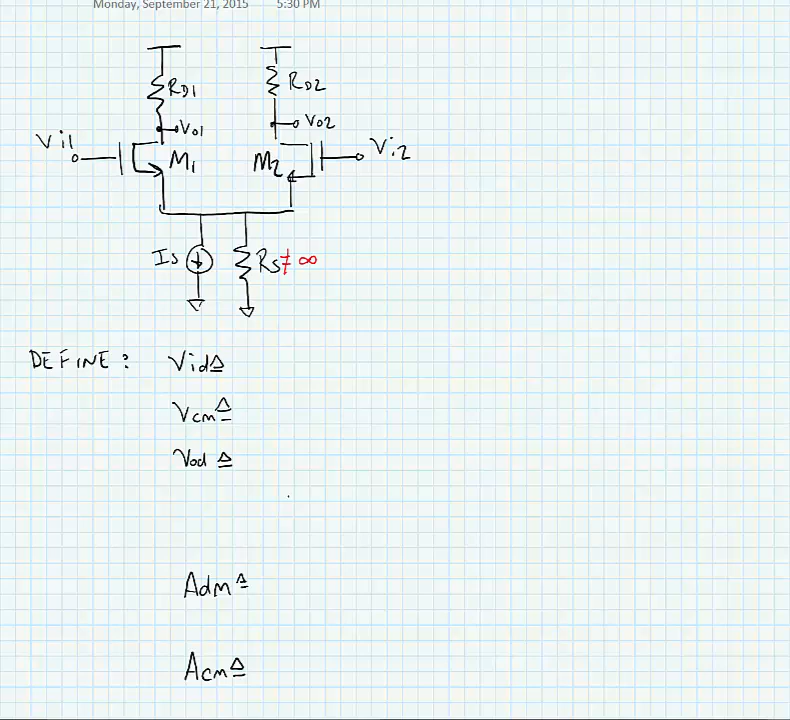 Monday, September 21, 2015 5:30 PM
RD1 RD2
Vo1 Vo2
Vi1 M1 M2 Vi2
Is Rs ≠ ∞
DEFINE: Vid ≜
Vcm ≜
Vod ≜
Adm ≜
Acm ≜